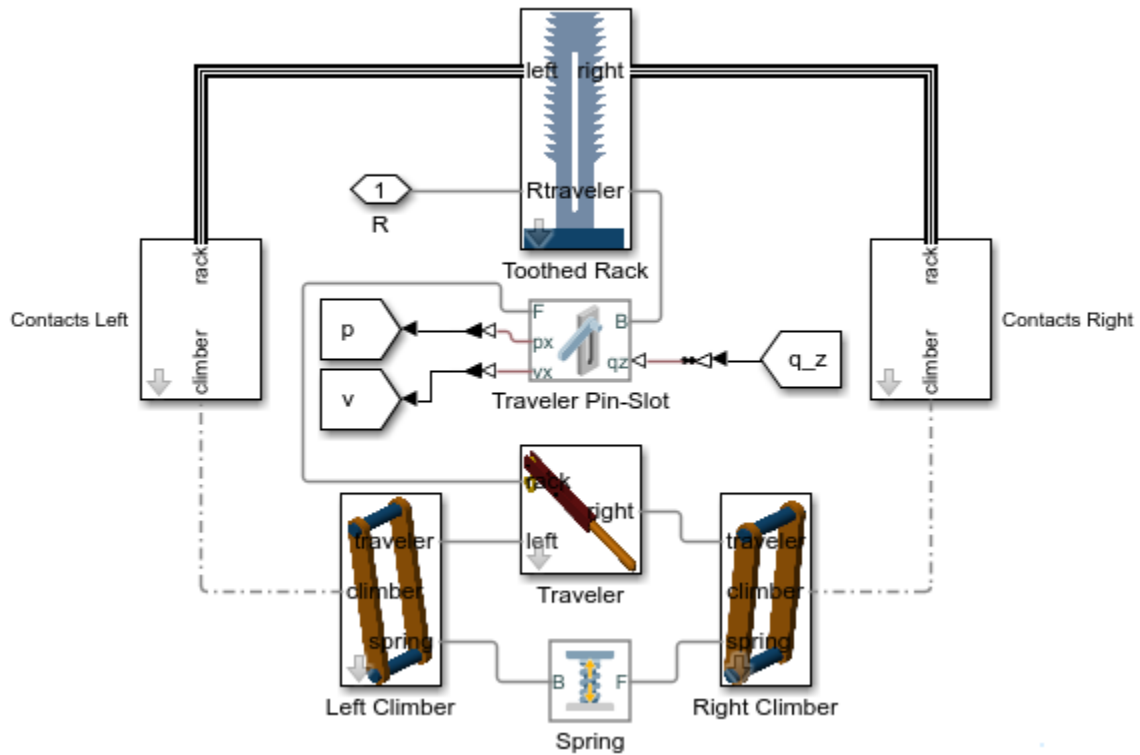 left right
1
R
Rtraveler
Toothed Rack
rack
climber
Contacts Left
rack
climber
Contacts Right
p
v
F
px
vx
B
qz
Traveler Pin-Slot
q_z
rack
right
left
Traveler
traveler
climber
spring
Left Climber
traveler
climber
spring
Right Climber
B F
Spring